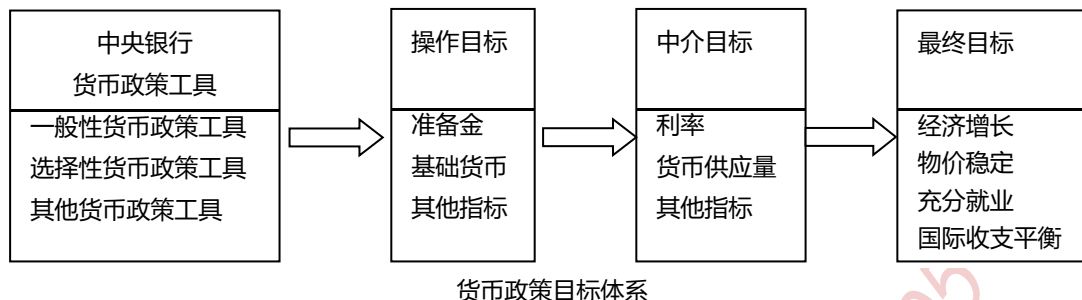 中央银行
货币政策工具
一般性货币政策工具
选择性货币政策工具
其他货币政策工具
操作目标
准备金
基础货币
其他指标
中介目标
利率
货币供应量
其他指标
最终目标
经济增长
物价稳定
充分就业
国际收支平衡
货币政策目标体系